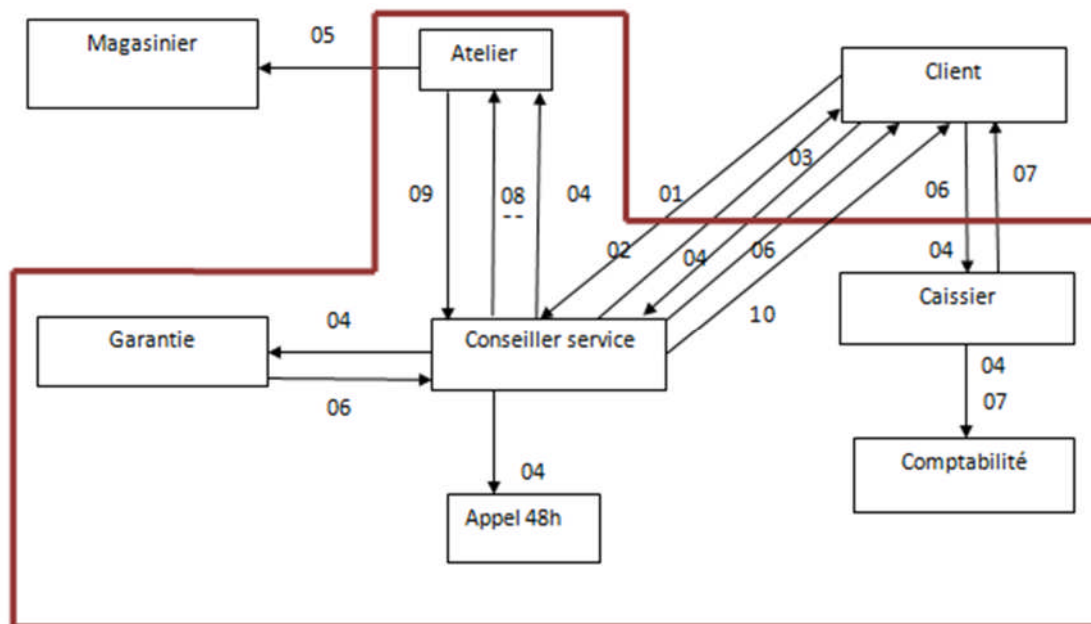 Magasinier
05
Atelier
Client
09
08
--
04
01
03
06
07
02
04
06
04
10
Garantie
04
Conseiller service
Caissier
06
04
07
04
Appel 48h
Comptabilité